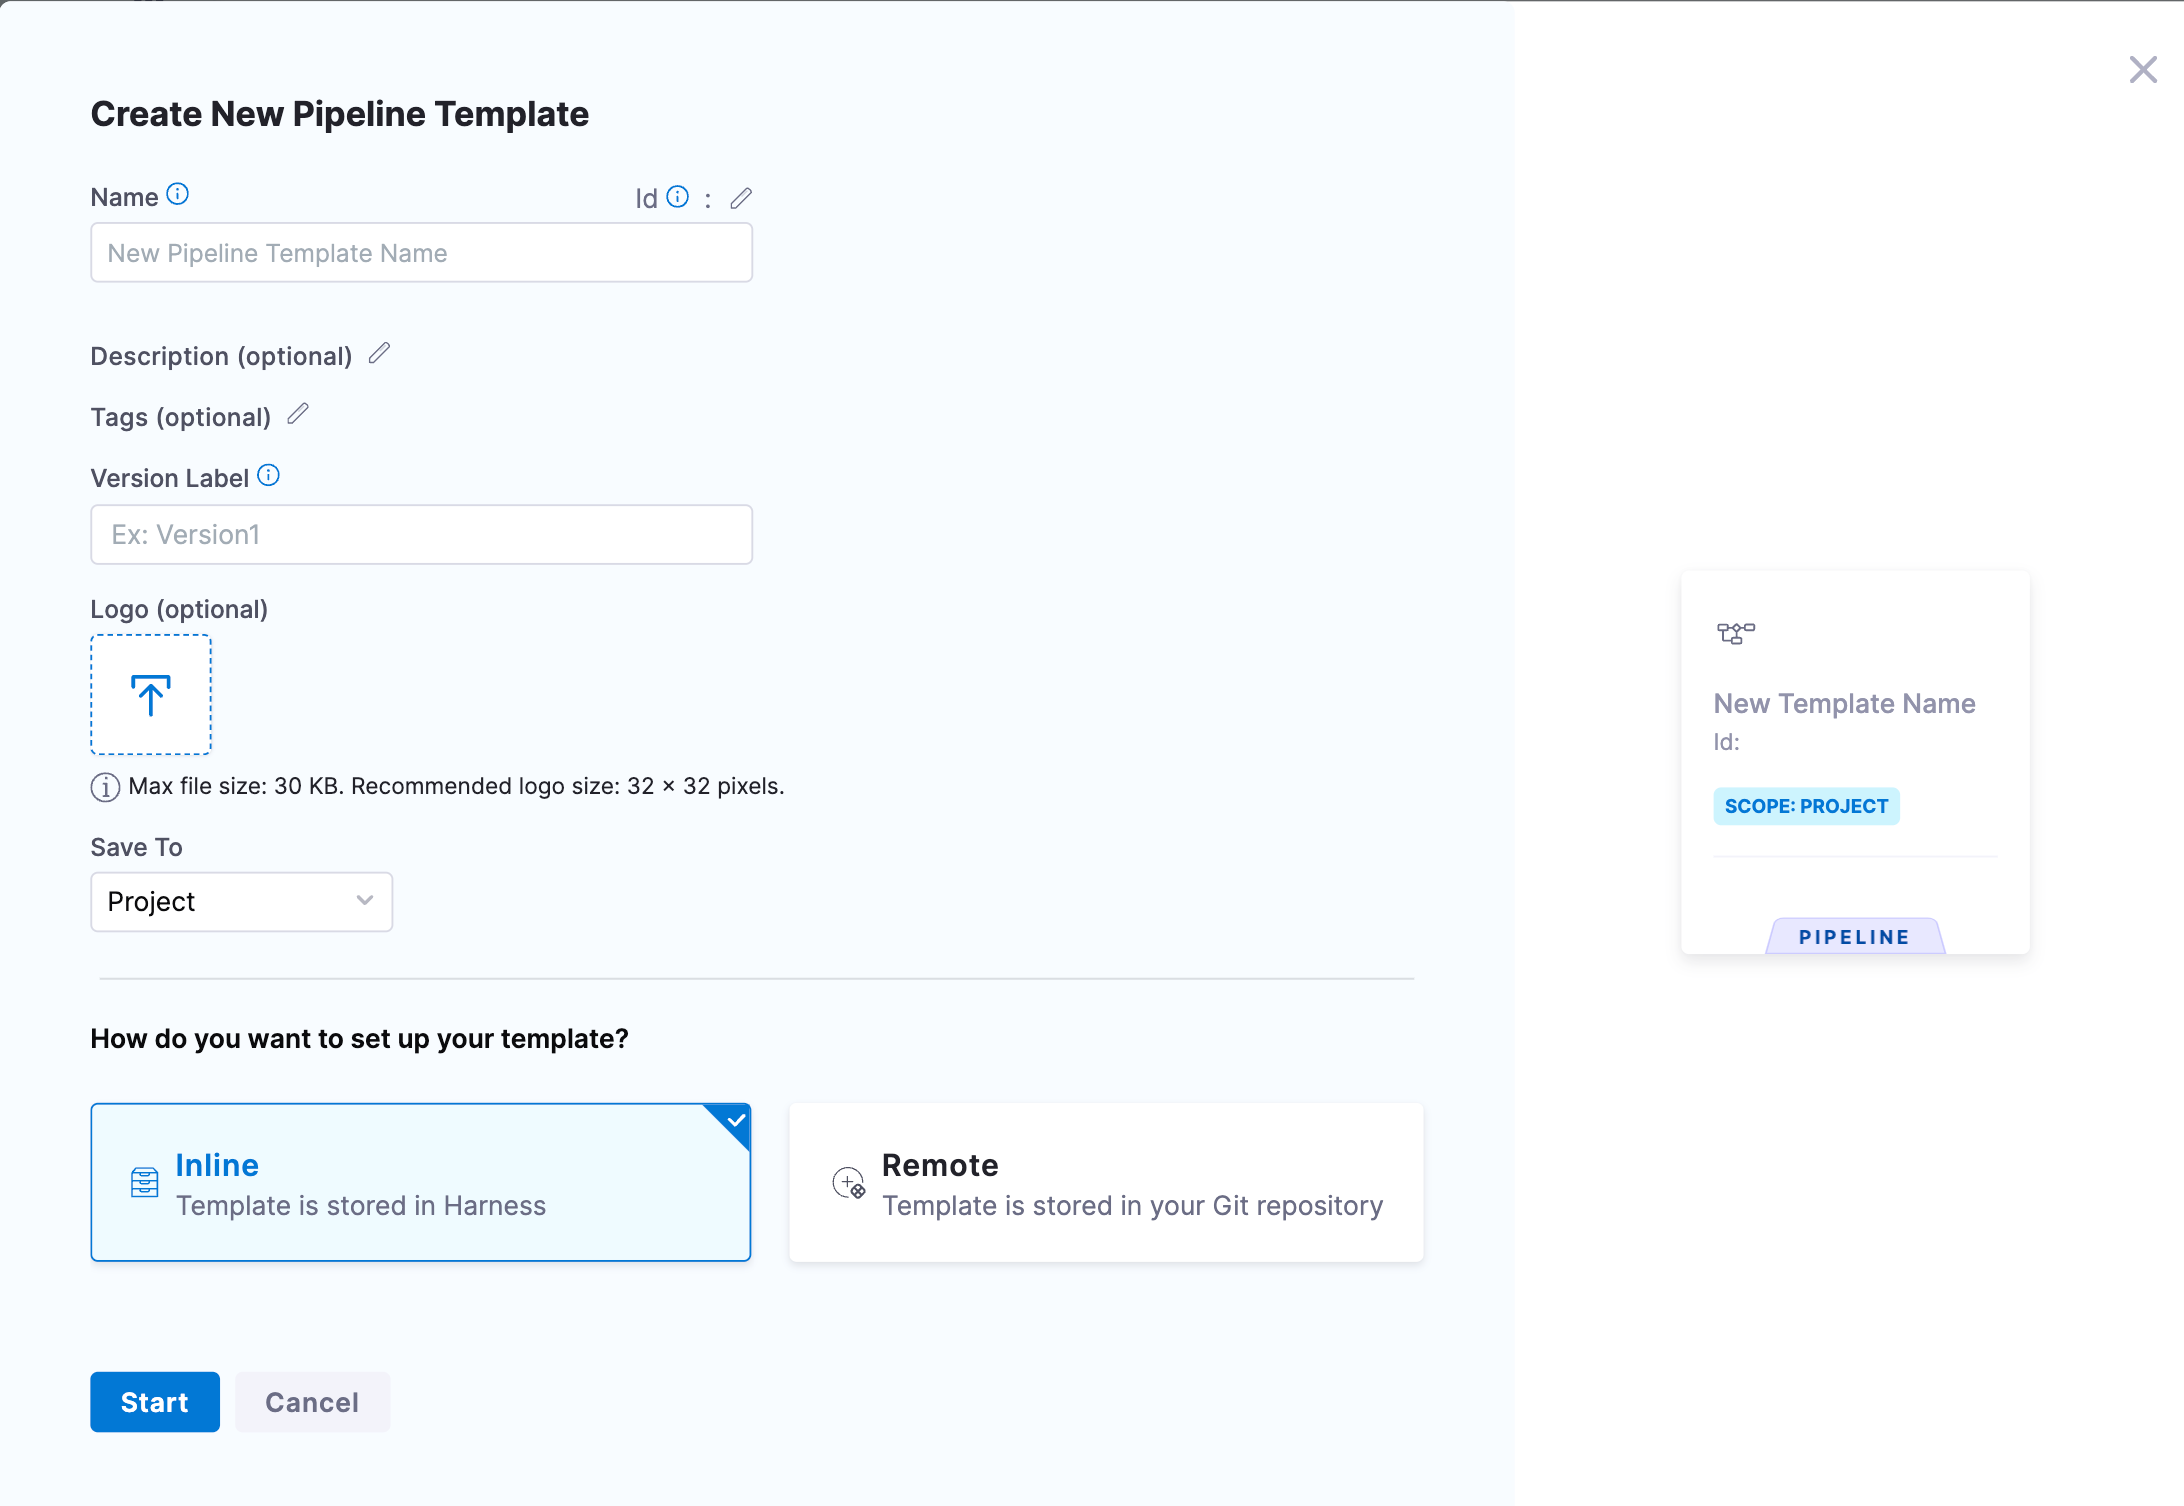 Create New Pipeline Template
Name
Id :
New Pipeline Template Name
Description (optional)
Tags (optional)
Version Label
Ex: Version1
Logo (optional)
Max file size: 30 KB. Recommended logo size: 32 × 32 pixels.
Save To
Project
How do you want to set up your template?
Inline
Template is stored in Harness
Remote
Template is stored in your Git repository
Start
Cancel
New Template Name
Id:
SCOPE: PROJECT
PIPELINE